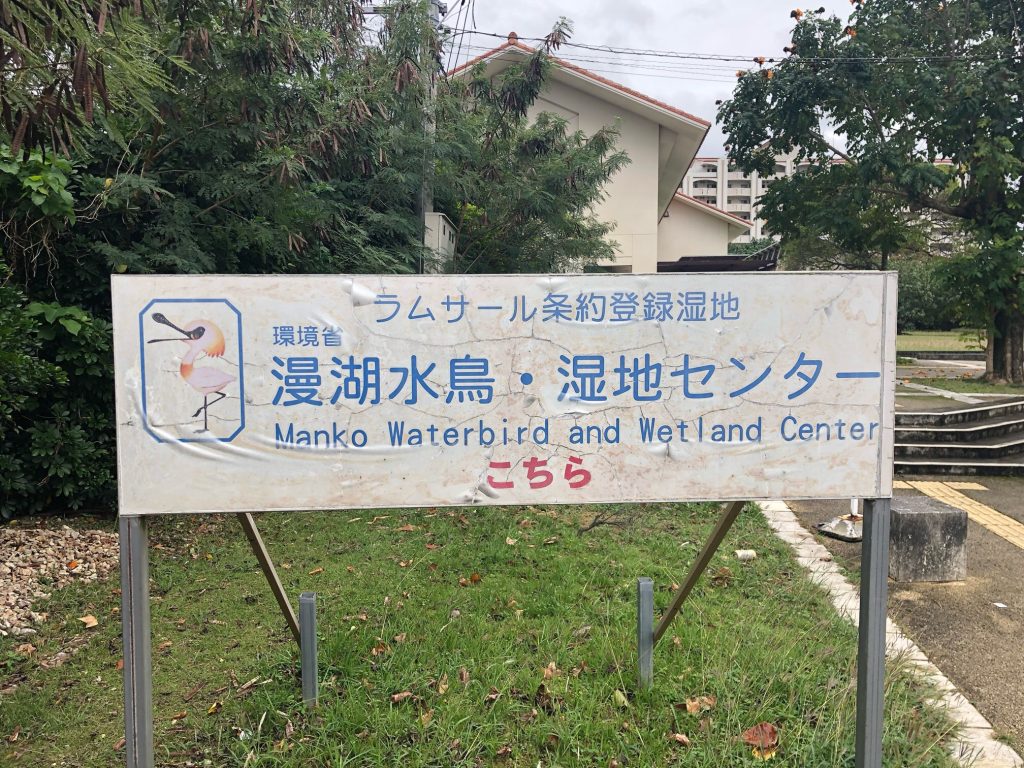 ラムサール条約登録湿地
環境省
漫湖水鳥・湿地センター
Manko Waterbird and Wetland Center
こちら